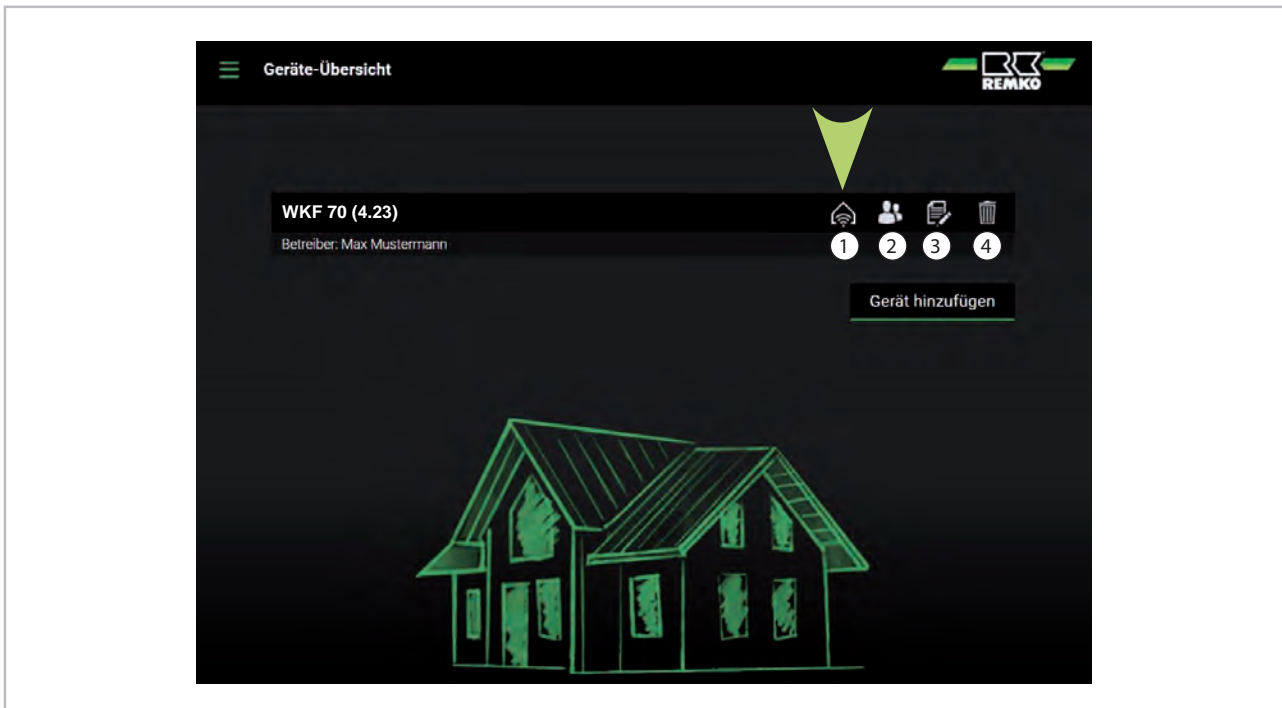 Geräte-Übersicht
REMKO
WKF 70 (4.23)
Betreiber: Max Mustermann
1 2 3 4
Gerät hinzufügen